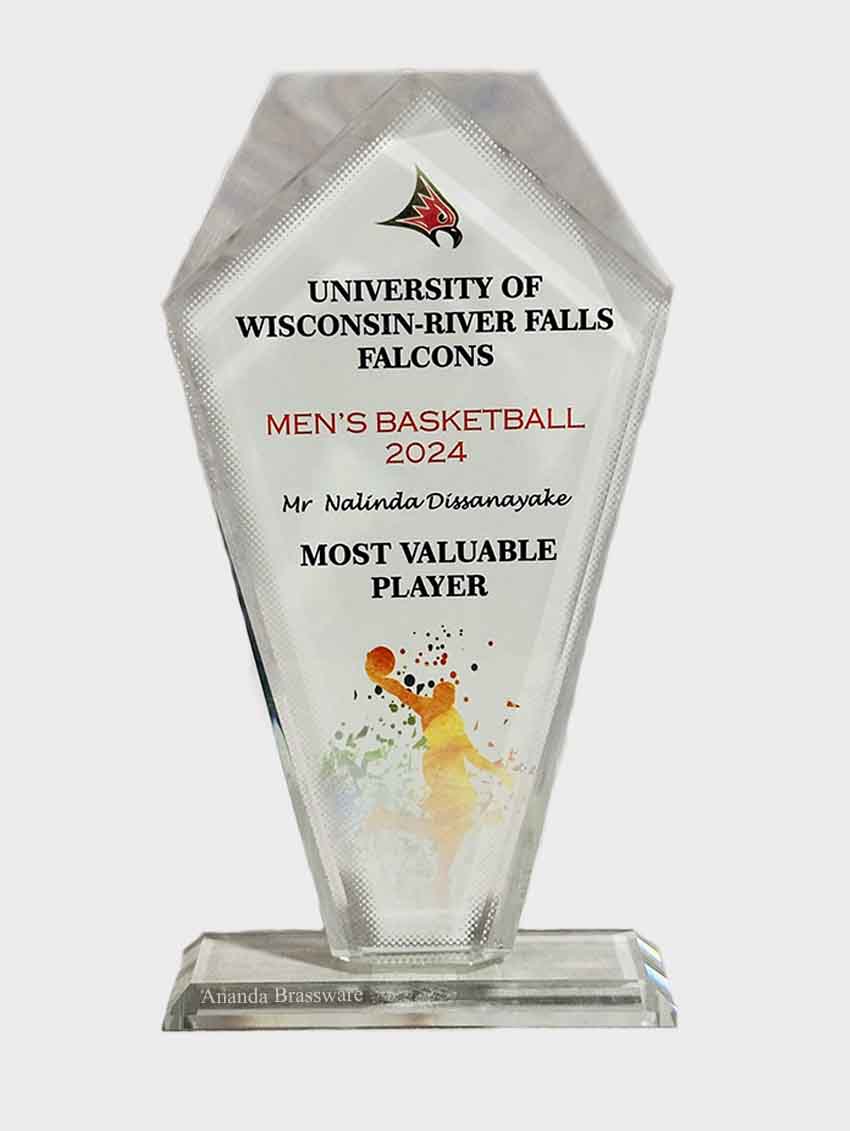 UNIVERSITY OF
WISCONSIN-RIVER FALLS
FALCONS
MEN'S BASKETBALL
2024
Mr Nalinda Dissanayake
MOST VALUABLE
PLAYER
Ananda Brassware